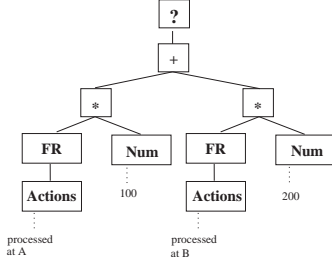 ?
+
* *
FR Num FR Num
Actions 100 Actions 200
processed
at A
processed
at B